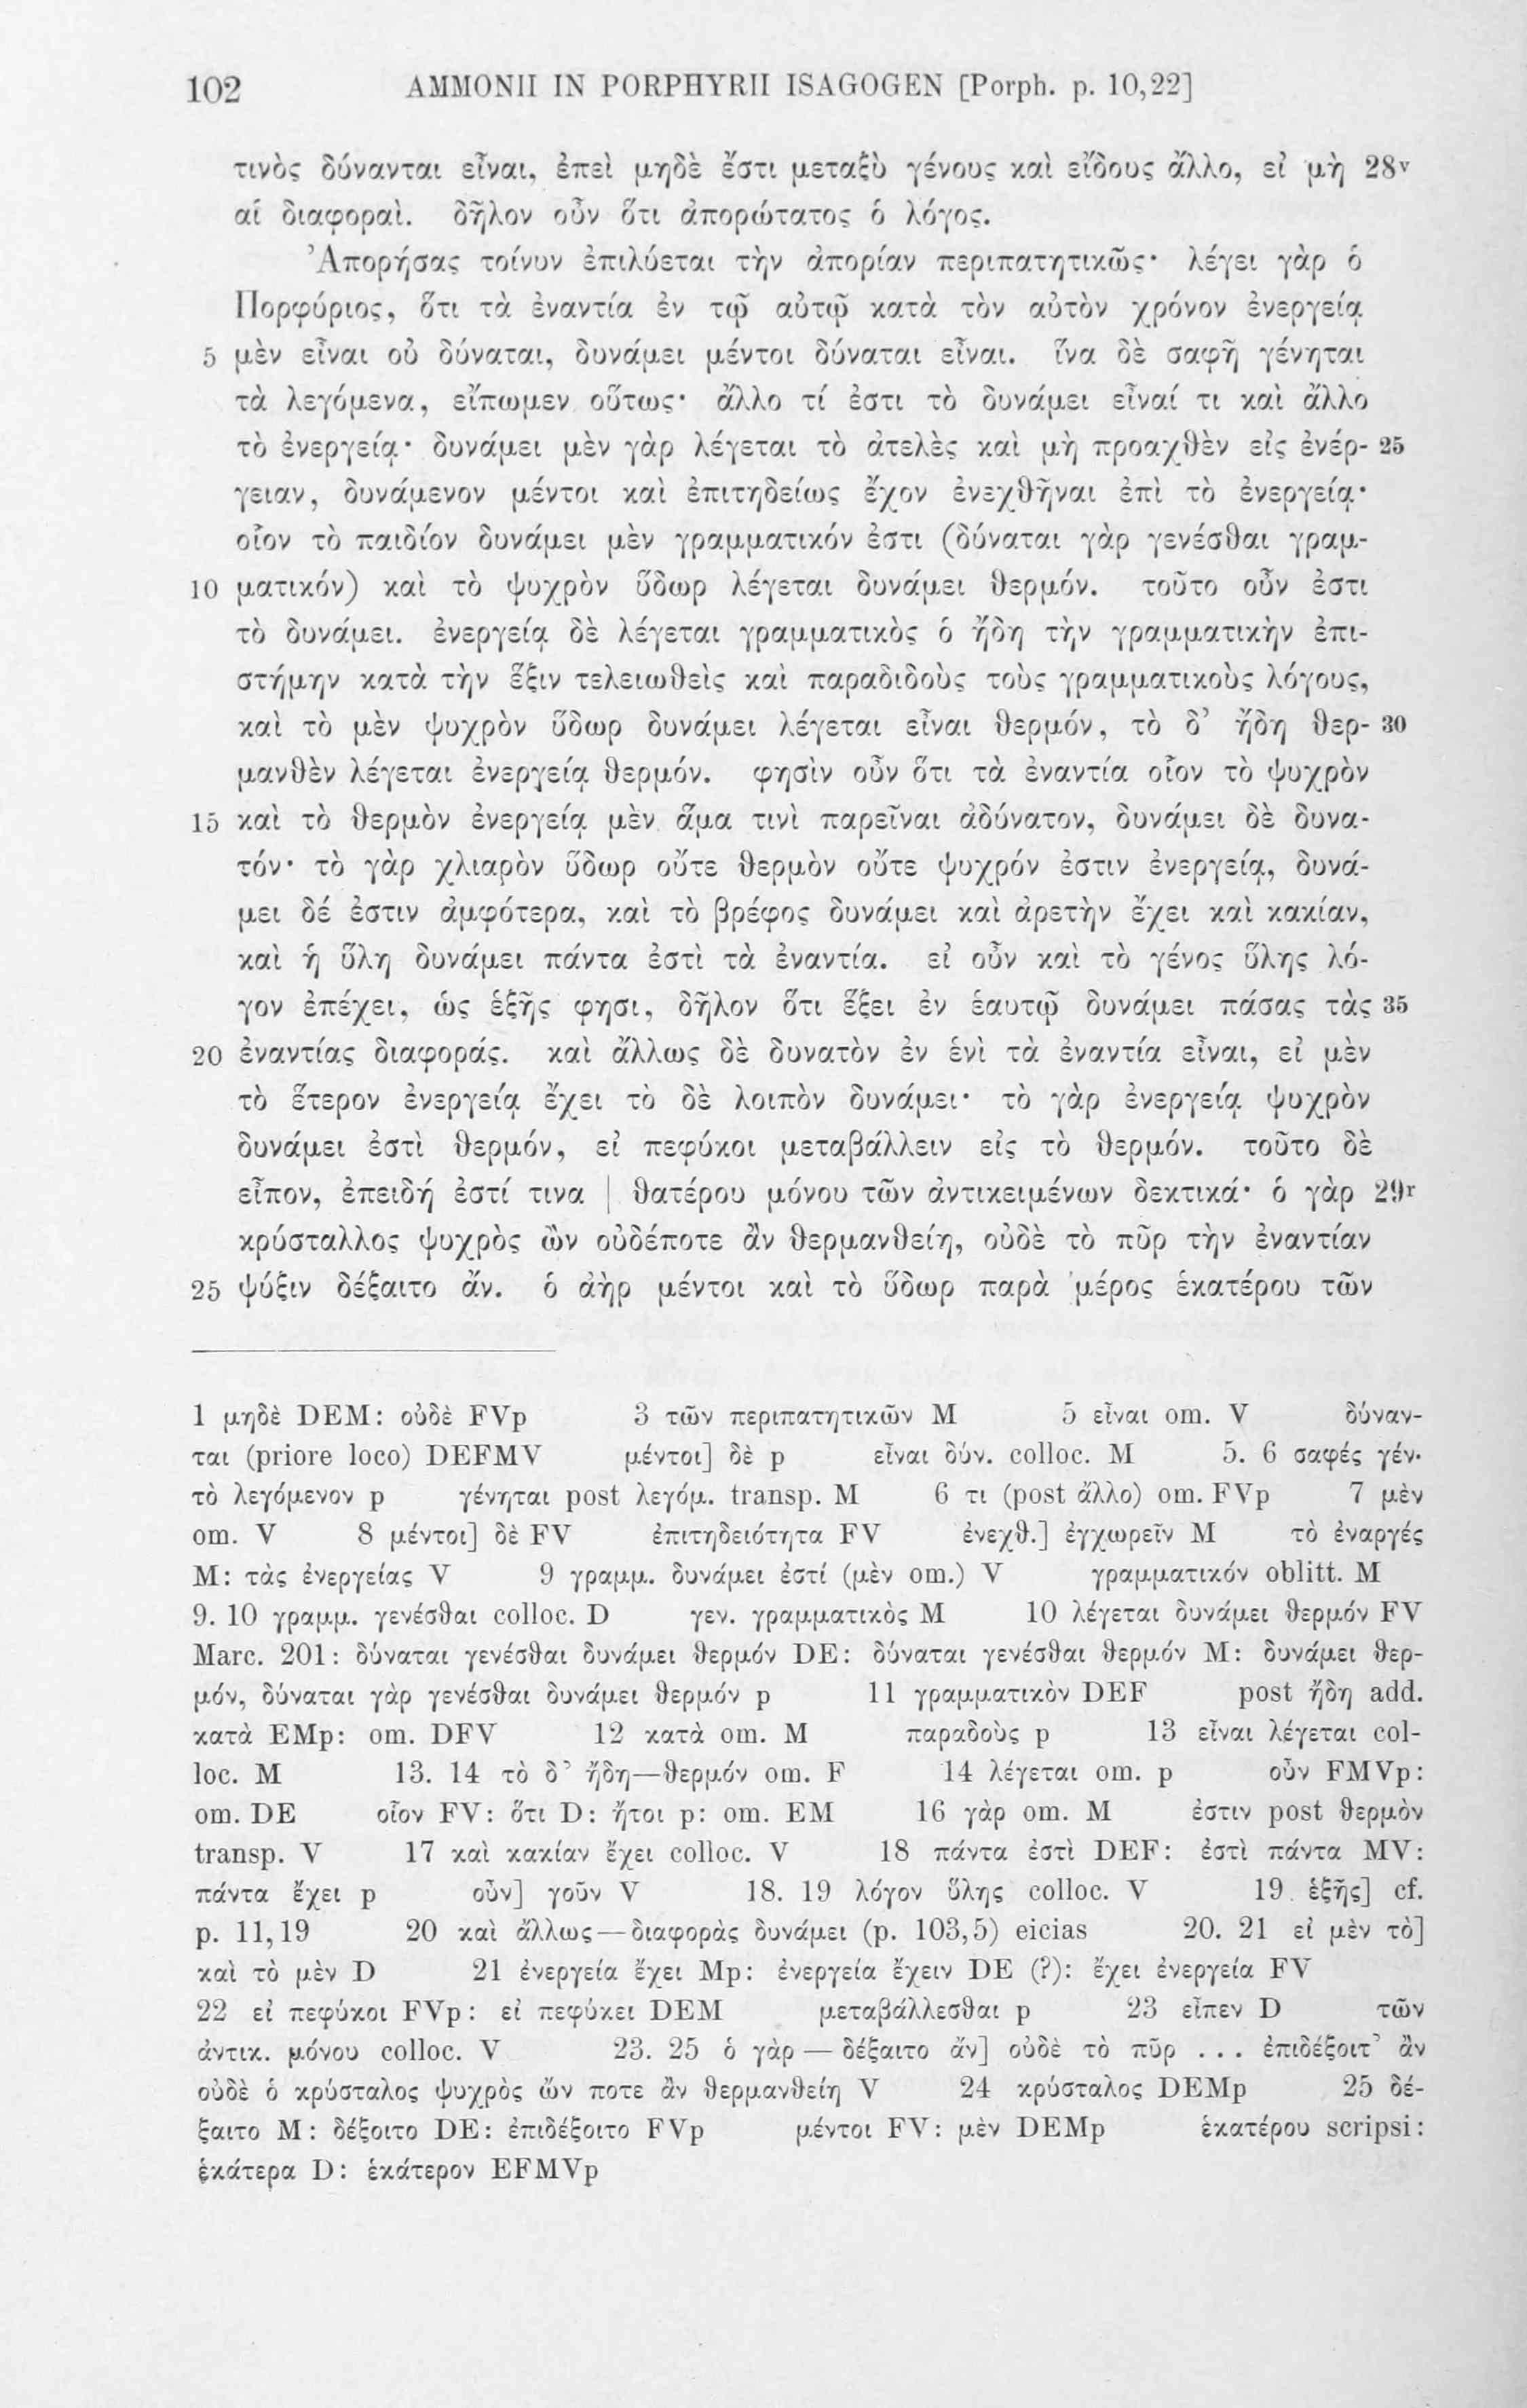 102 AMMONII IN PORPHYRII ISAGOGEN [Porph. p. 10,22]
τινὸς δύνανται εἶναι, ἐπεὶ μηδὲ ἔστι μεταξὺ γένους καὶ εἴδους ἄλλο, εἰ μὴ 28v
αἱ διαφοραί. δῆλον οὖν ὅτι ἀπορώτατος ὁ λόγος.
Ἀπορήσας τοίνυν ἐπιλύεται τὴν ἀπορίαν περιπατητικῶς· λέγει γὰρ ὁ
Πορφύριος, ὅτι τὰ ἐναντία ἐν τῷ αὐτῷ κατὰ τὸν αὐτὸν χρόνον ἐνεργείᾳ
5 μὲν εἶναι οὐ δύναται, δυνάμει μέντοι δύναται εἶναι. ἵνα δὲ σαφῆ γένηται
τὰ λεγόμενα, εἴπωμεν οὕτως· ἄλλο τί ἐστι τὸ δυνάμει εἶναί τι καὶ ἄλλο
τὸ ἐνεργείᾳ· δυνάμει μὲν γὰρ λέγεται τὸ ἀτελὲς καὶ μὴ προαχθὲν εἰς ἐνέρ- 25
γειαν, δυνάμενον μέντοι καὶ ἐπιτηδείως ἔχον ἐνεχθῆναι ἐπὶ τὸ ἐνεργείᾳ·
οἷον τὸ παιδίον δυνάμει μὲν γραμματικόν ἐστι (δύναται γὰρ γενέσθαι γραμ-
10 ματικόν) καὶ τὸ ψυχρὸν ὕδωρ λέγεται δυνάμει θερμόν. τοῦτο οὖν ἐστι
τὸ δυνάμει. ἐνεργείᾳ δὲ λέγεται γραμματικὸς ὁ ἤδη τὴν γραμματικὴν ἐπι-
στήμην κατὰ τὴν ἕξιν τελειωθεὶς καὶ παραδιδοὺς τοὺς γραμματικοὺς λόγους,
καὶ τὸ μὲν ψυχρὸν ὕδωρ δυνάμει λέγεται εἶναι θερμόν, τὸ δ’ ἤδη θερ- 30
μανθὲν λέγεται ἐνεργείᾳ θερμόν. φησὶν οὖν ὅτι τὰ ἐναντία οἷον τὸ ψυχρὸν
15 καὶ τὸ θερμὸν ἐνεργείᾳ μὲν ἅμα τινὶ παρεῖναι ἀδύνατον, δυνάμει δὲ δυνα-
τόν· τὸ γὰρ χλιαρὸν ὕδωρ οὔτε θερμὸν οὔτε ψυχρόν ἐστιν ἐνεργείᾳ, δυνά-
μει δέ ἐστιν ἀμφότερα, καὶ τὸ βρέφος δυνάμει καὶ ἀρετὴν ἔχει καὶ κακίαν,
καὶ ἡ ὕλη δυνάμει πάντα ἐστὶ τὰ ἐναντία. εἰ οὖν καὶ τὸ γένος ὕλης λό-
γον ἐπέχει, ὡς ἑξῆς φησι, δῆλον ὅτι ἕξει ἐν ἑαυτῷ δυνάμει πάσας τὰς 35
20 ἐναντίας διαφοράς. καὶ ἄλλως δὲ δυνατὸν ἐν ἑνὶ τὰ ἐναντία εἶναι, εἰ μὲν
τὸ ἕτερον ἐνεργείᾳ ἔχει τὸ δὲ λοιπὸν δυνάμει· τὸ γὰρ ἐνεργείᾳ ψυχρὸν
δυνάμει ἐστὶ θερμόν, εἰ πεφύκοι μεταβάλλειν εἰς τὸ θερμόν. τοῦτο δὲ
εἶπον, ἐπειδή ἐστί τινα | θατέρου μόνου τῶν ἀντικειμένων δεκτικά· ὁ γὰρ 29r
κρύσταλλος ψυχρὸς ὢν οὐδέποτε ἂν θερμανθείη, οὐδὲ τὸ πῦρ τὴν ἐναντίαν
25 ψύξιν δέξαιτο ἄν. ὁ ἀὴρ μέντοι καὶ τὸ ὕδωρ παρὰ μέρος ἑκατέρου τῶν
1 μηδὲ DEM: οὐδὲ FVp 3 τῶν περιπατητικῶν M 5 εἶναι om. V δύναν-
ται (priore loco) DEFMV μέντοι] δὲ p εἶναι δύν. colloc. M 5. 6 σαφές γέν.
τὸ λεγόμενον p γένηται post λεγόμ. transp. M 6 τι (post ἄλλο) om. FVp 7 μὲν
om. V 8 μέντοι] δὲ FV ἐπιτηδειότητα FV ἐνεχθ.] ἐγχωρεῖν M τὸ ἐναργές
M: τὰς ἐνεργείας V 9 γραμμ. δυνάμει ἐστί (μὲν om.) V γραμματικόν oblitt. M
9. 10 γραμμ. γενέσθαι colloc. D γεν. γραμματικὸς M 10 λέγεται δυνάμει θερμόν FV
Marc. 201: δύναται γενέσθαι δυνάμει θερμόν DE: δύναται γενέσθαι θερμόν M: δυνάμει θερ-
μόν, δύναται γὰρ γενέσθαι δυνάμει θερμόν p 11 γραμματικὸν DEF post ἤδη add.
κατὰ EMp: om. DFV 12 κατὰ om. M παραδοὺς p 13 εἶναι λέγεται col-
loc. M 13. 14 τὸ δ’ ἤδη—θερμόν om. F 14 λέγεται om. p οὖν FMVp:
om. DE οἷον FV: ὅτι D: ἤτοι p: om. EM 16 γὰρ om. M ἐστιν post θερμὸν
transp. V 17 καὶ κακίαν ἔχει colloc. V 18 πάντα ἐστὶ DEF: ἐστὶ πάντα MV:
πάντα ἔχει p οὖν] γοῦν V 18. 19 λόγον ὕλης colloc. V 19 ἑξῆς] cf.
p. 11,19 20 καὶ ἄλλως—διαφορὰς δυνάμει (p. 103,5) eicias 20. 21 εἰ μὲν τὸ]
καὶ τὸ μὲν D 21 ἐνεργεία ἔχει Mp: ἐνεργεία ἔχειν DE (?): ἔχει ἐνεργεία FV
22 εἰ πεφύκοι FVp: εἰ πεφύκει DEM μεταβάλλεσθαι p 23 εἶπεν D τῶν
ἀντικ. μόνου colloc. V 23. 25 ὁ γὰρ — δέξαιτο ἄν] οὐδὲ τὸ πῦρ . . . ἐπιδέξοιτ’ ἂν
οὐδὲ ὁ κρύσταλος ψυχρὸς ὤν ποτε ἂν θερμανθείη V 24 κρύσταλος DEMp 25 δέ-
ξαιτο M: δέξοιτο DE: ἐπιδέξοιτο FVp μέντοι FV: μὲν DEMp ἑκατέρου scripsi:
ἑκάτερα D: ἑκάτερον EFMVp